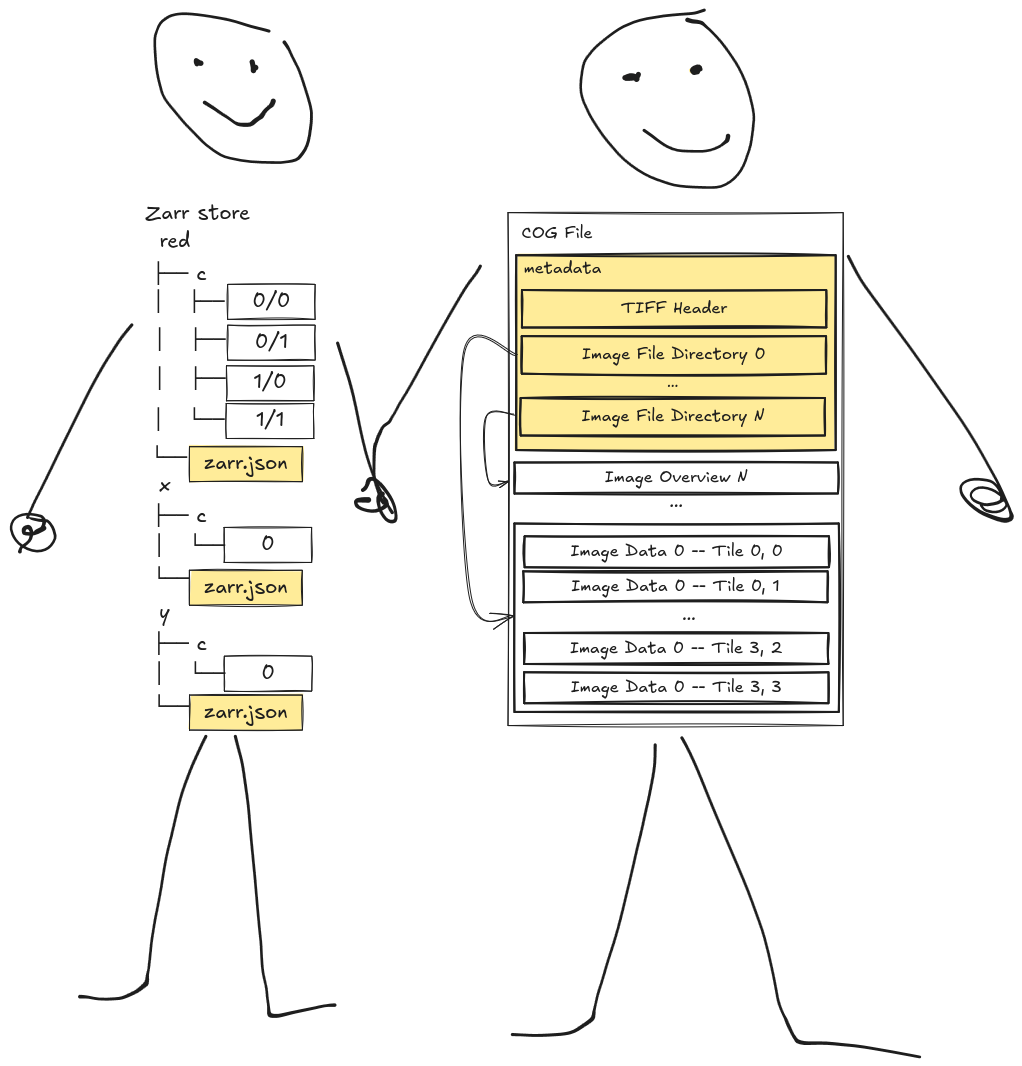 Zarr store
red
c
0/0
0/1
1/0
1/1
zarr.json
x
c
0
zarr.json
y
c
0
zarr.json
COG File
metadata
TIFF Header
Image File Directory 0
...
Image File Directory N
Image Overview N
...
Image Data 0 -- Tile 0, 0
Image Data 0 -- Tile 0, 1
...
Image Data 0 -- Tile 3, 2
Image Data 0 -- Tile 3, 3